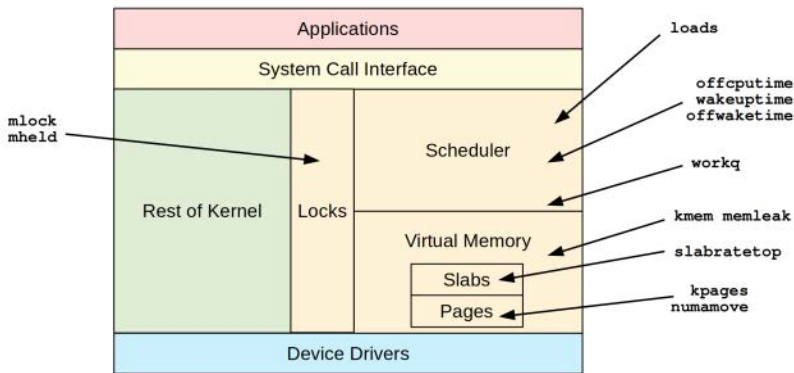 Applications
loads
System Call Interface
offcputime
wakeuptime
offwaketime
mlock
mheld
Scheduler
workq
Rest of Kernel
Locks
kmem memleak
Virtual Memory
slabratetop
Slabs
kpages
numamove
Pages
Device Drivers